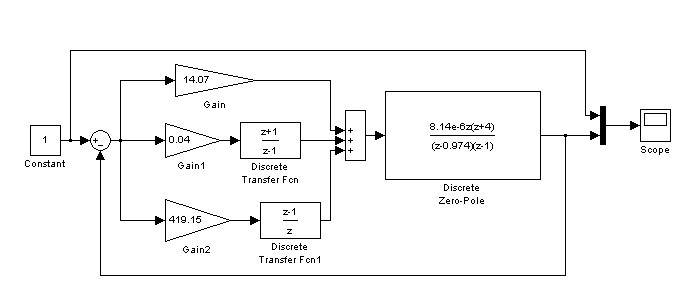 14.07
Gain
1
Constant
+
−
0.04
Gain1
z+1
z-1
Discrete
Transfer Fcn
+
+
+
8.14e-6z(z+4)
(z-0.974)(z-1)
Discrete
Zero-Pole
Scope
419.15
Gain2
z-1
z
Discrete
Transfer Fcn1